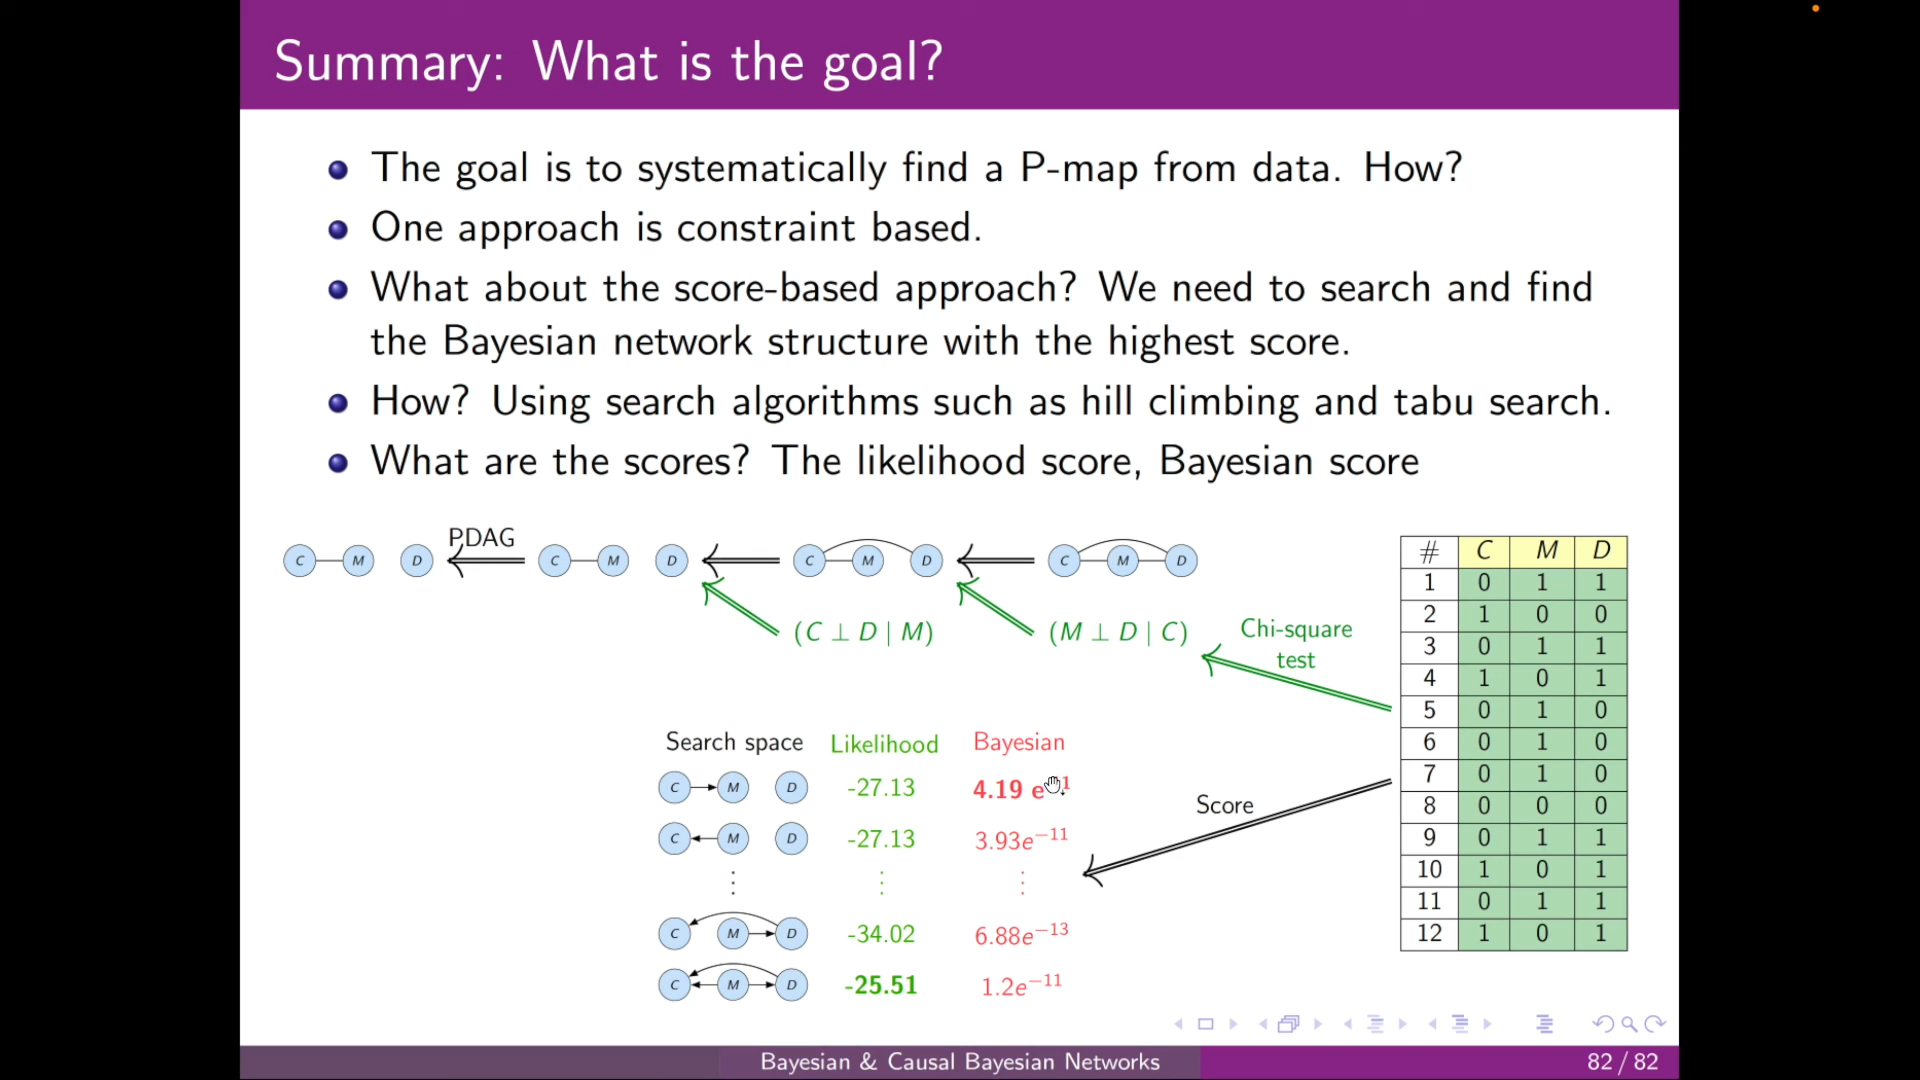 Summary: What is the goal?
The goal is to systematically find a P-map from data. How?
One approach is constraint based.
What about the score-based approach? We need to search and find
the Bayesian network structure with the highest score.
How? Using search algorithms such as hill climbing and tabu search.
What are the scores? The likelihood score, Bayesian score
C M D PDAG C M D C M D C M D
(C ⊥ D | M) (M ⊥ D | C) Chi-square
test
Search space Likelihood Bayesian
C M D -27.13 4.19 e
C M D -27.13 3.93e⁻¹¹
⋮ ⋮ ⋮
C M D -34.02 6.88e⁻¹³
C M D -25.51 1.2e⁻¹¹
Score
# C M D
1 0 1 1
2 1 0 0
3 0 1 1
4 1 0 1
5 0 1 0
6 0 1 0
7 0 1 0
8 0 0 0
9 0 1 1
10 1 0 1
11 0 1 1
12 1 0 1
Bayesian & Causal Bayesian Networks 82 / 82